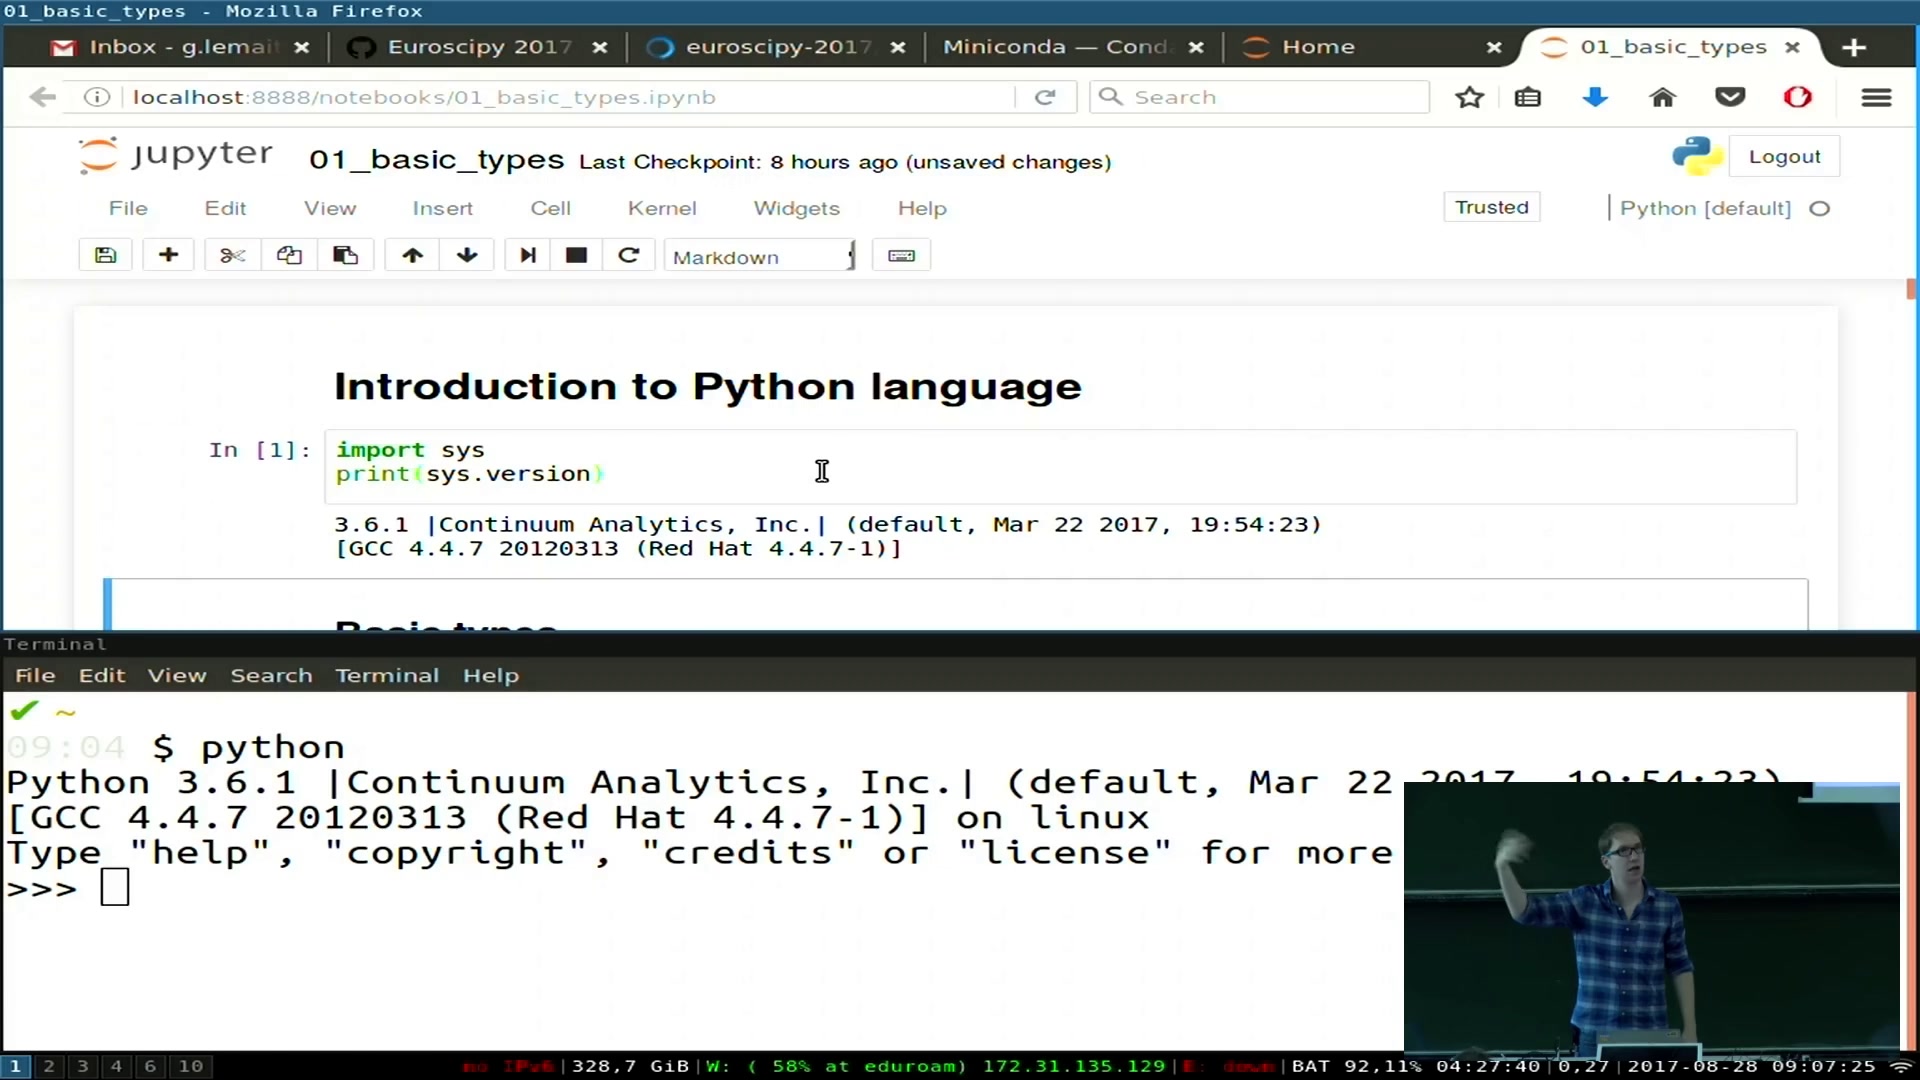 01_basic_types - Mozilla Firefox
Inbox - g.lemait
Euroscipy 2017
euroscipy-2017
Miniconda — Cond
Home
01_basic_types
localhost:8888/notebooks/01_basic_types.ipynb
Search
jupyter
01_basic_types Last Checkpoint: 8 hours ago (unsaved changes)
Logout
File Edit View Insert Cell Kernel Widgets Help
Trusted
Python [default]
Markdown
Introduction to Python language
In [1]: import sys
print(sys.version)
3.6.1 |Continuum Analytics, Inc.| (default, Mar 22 2017, 19:54:23)
[GCC 4.4.7 20120313 (Red Hat 4.4.7-1)]
Basic types
Terminal
File Edit View Search Terminal Help
~
09:04 $ python
Python 3.6.1 |Continuum Analytics, Inc.| (default, Mar 22 2017, 19:54:23)
[GCC 4.4.7 20120313 (Red Hat 4.4.7-1)] on linux
Type "help", "copyright", "credits" or "license" for more
>>>
1 2 3 4 6 10
no IPv6|328,7 GiB|W: ( 58% at eduroam) 172.31.135.129|E: down|BAT 92,11% 04:27:40|0,27|2017-08-28 09:07:25